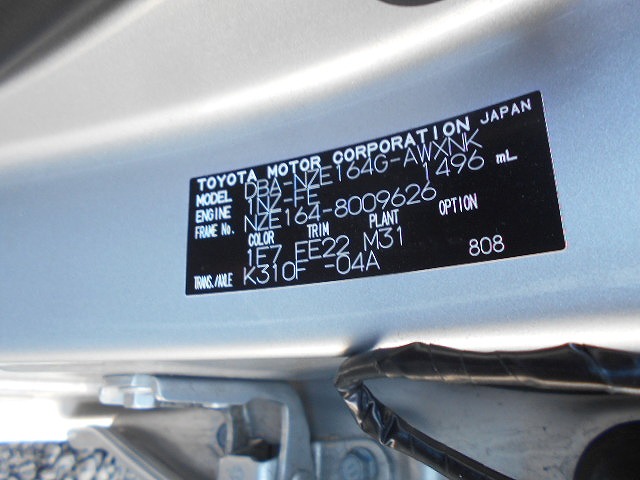 TOYOTA MOTOR CORPORATION JAPAN
MODEL DBA-NZE164G-AWXNK
ENGINE 1NZ-FE 1496 mL
FRAME No. NZE164-8009626
COLOR TRIM PLANT OPTION
1E7 EE22 M31
TRANS./AXLE K310F -04A 808